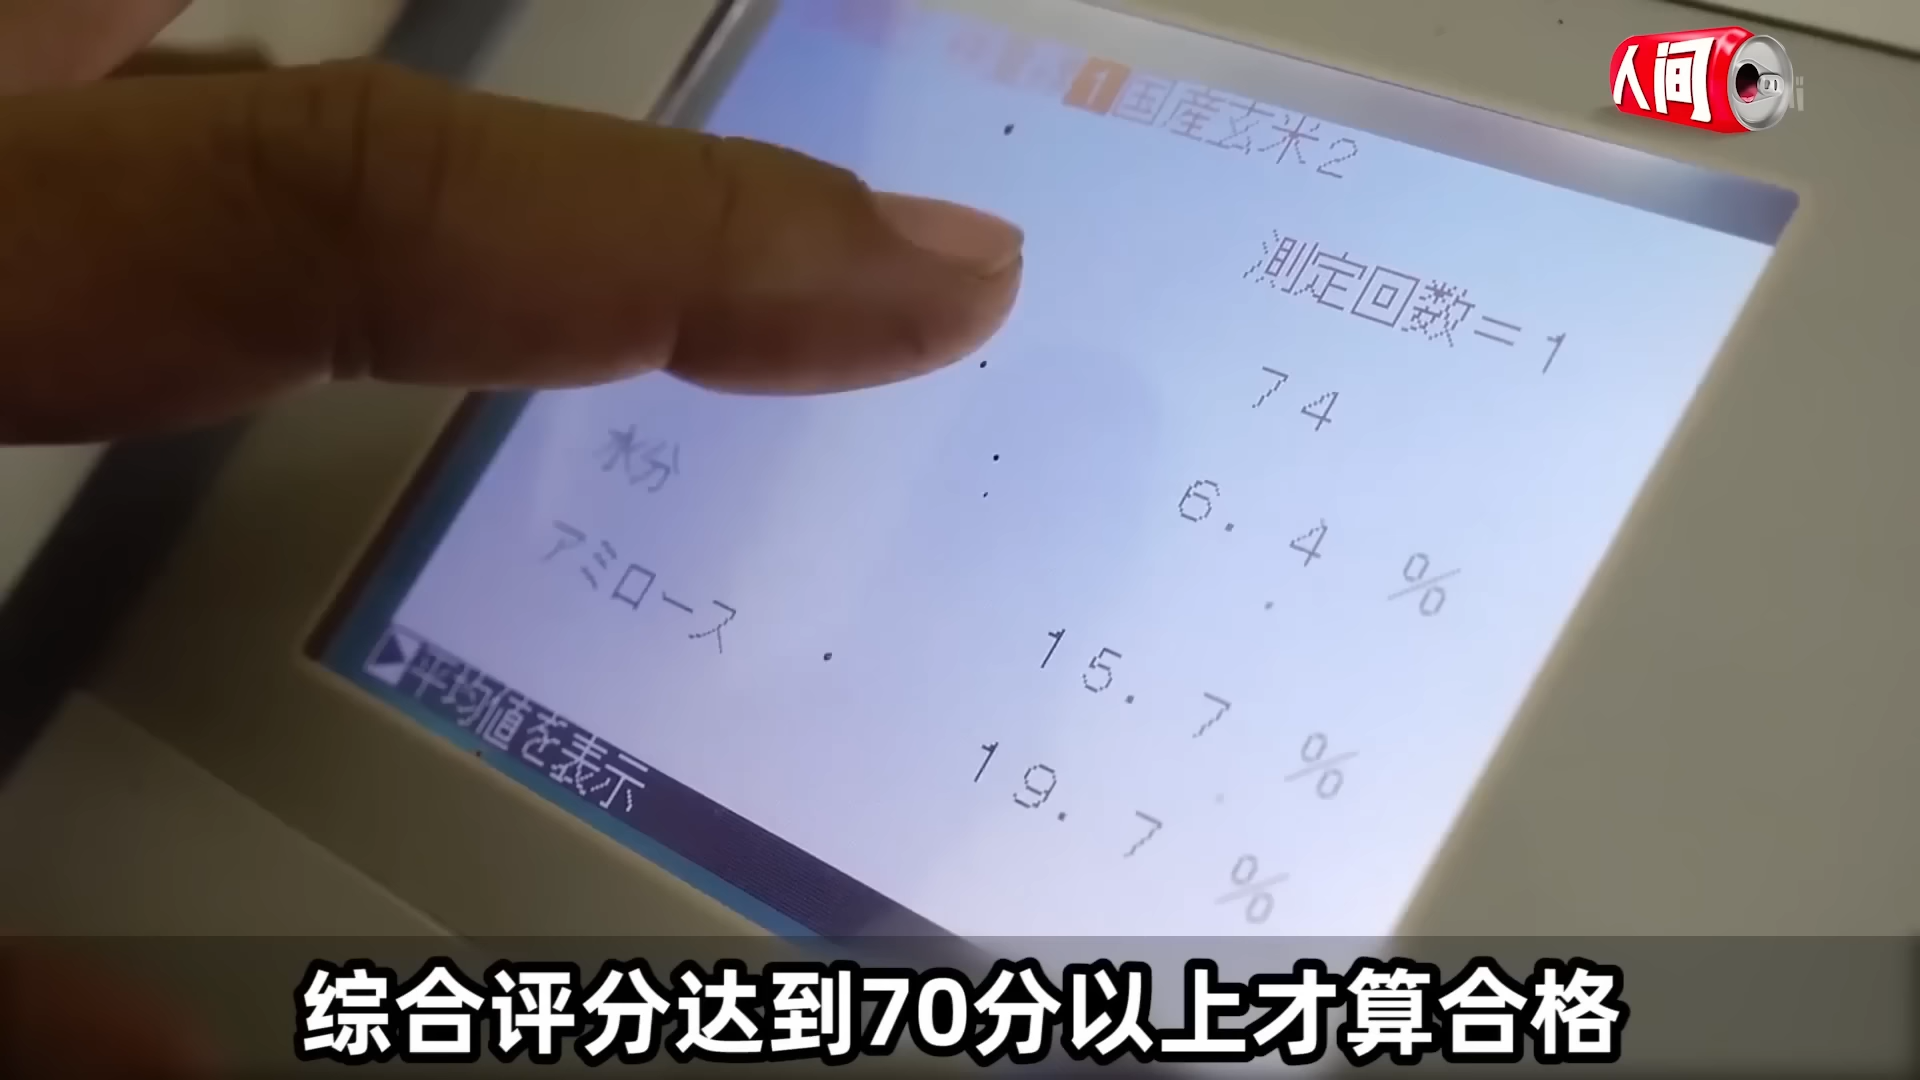 人间
1国産玄米2
測定回数=1
74
6.4 %
水分 15.7 %
アミロース 19.7 %
▶平均値を表示
综合评分达到70分以上才算合格